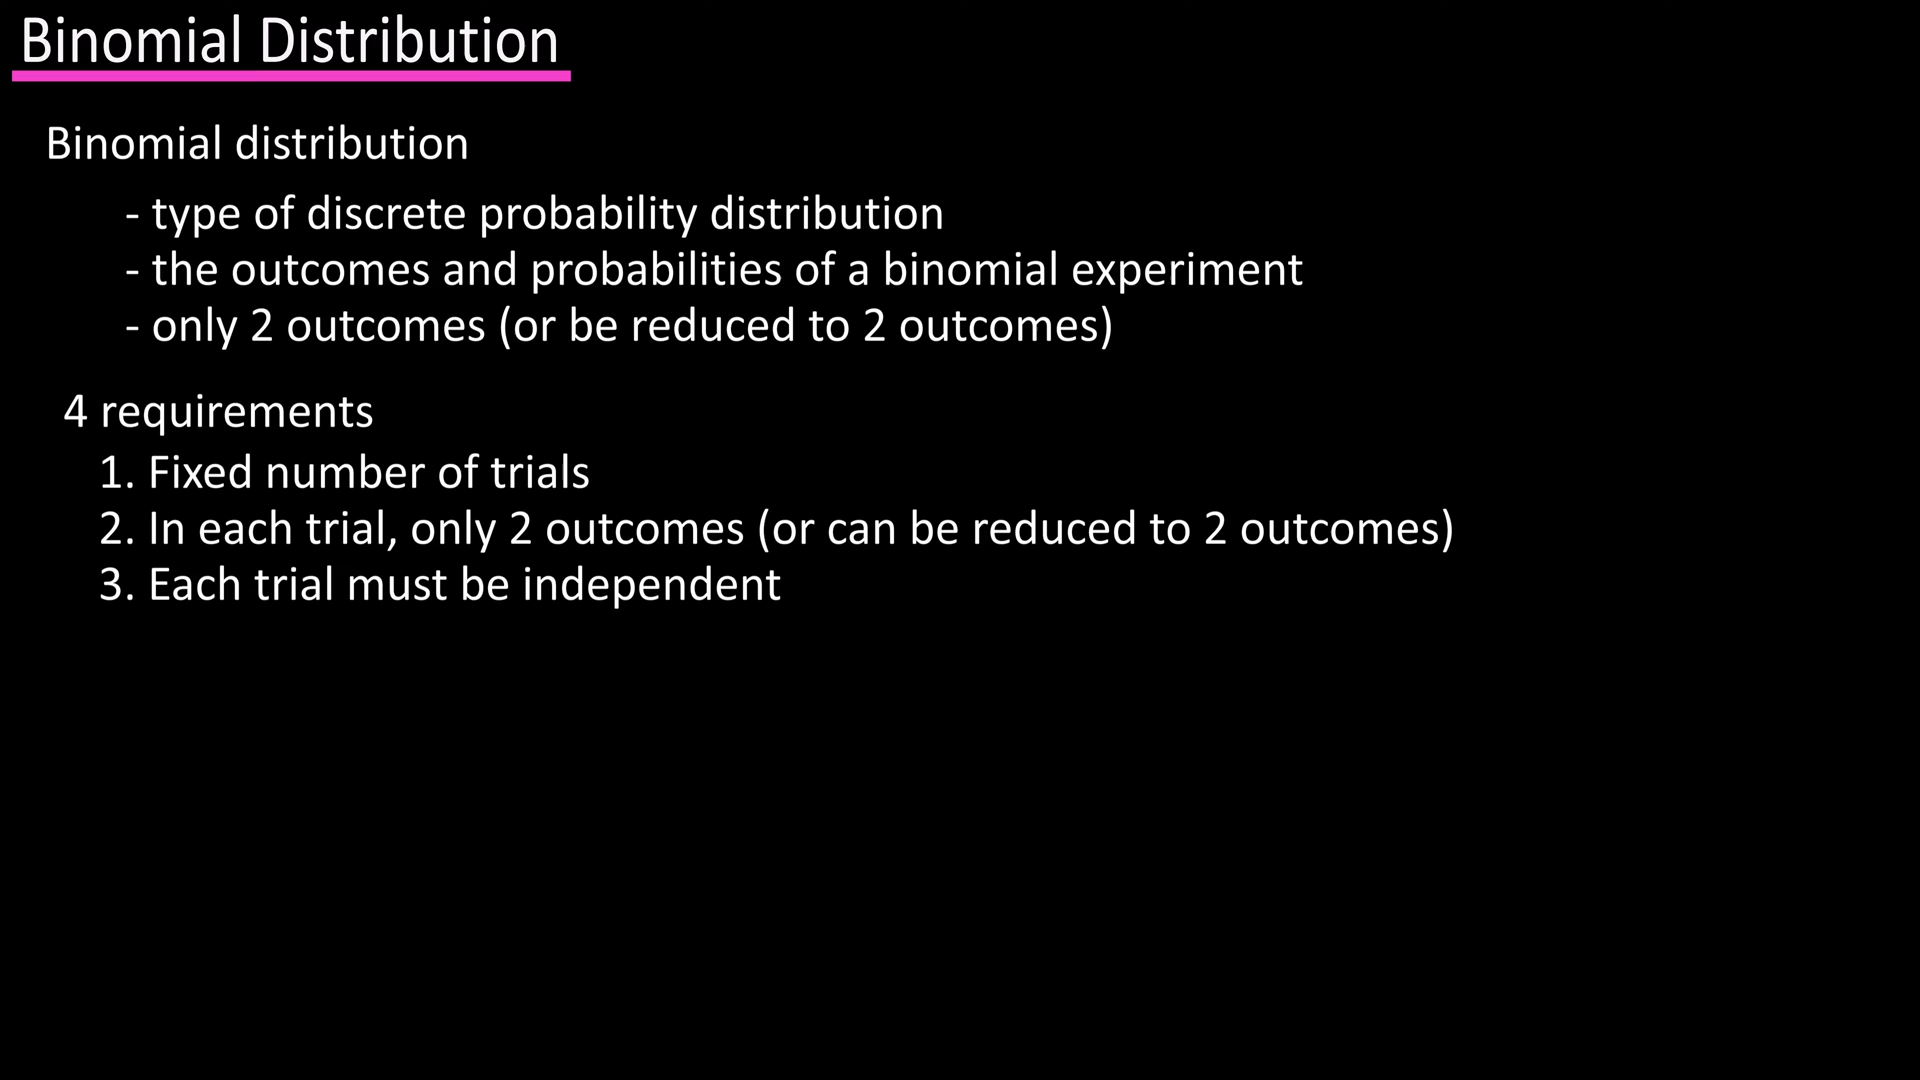 Binomial Distribution
Binomial distribution
- type of discrete probability distribution
- the outcomes and probabilities of a binomial experiment
- only 2 outcomes (or be reduced to 2 outcomes)
4 requirements
1. Fixed number of trials
2. In each trial, only 2 outcomes (or can be reduced to 2 outcomes)
3. Each trial must be independent